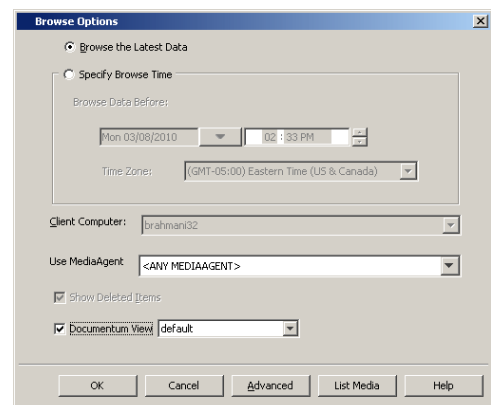 Browse Options
Browse the Latest Data
Specify Browse Time
Browse Data Before:
Mon 03/08/2010 02 : 33 PM
Time Zone: (GMT-05:00) Eastern Time (US & Canada)
Client Computer: brahmani32
Use MediaAgent <ANY MEDIAAGENT>
Show Deleted Items
Documentum View default
OK Cancel Advanced List Media Help